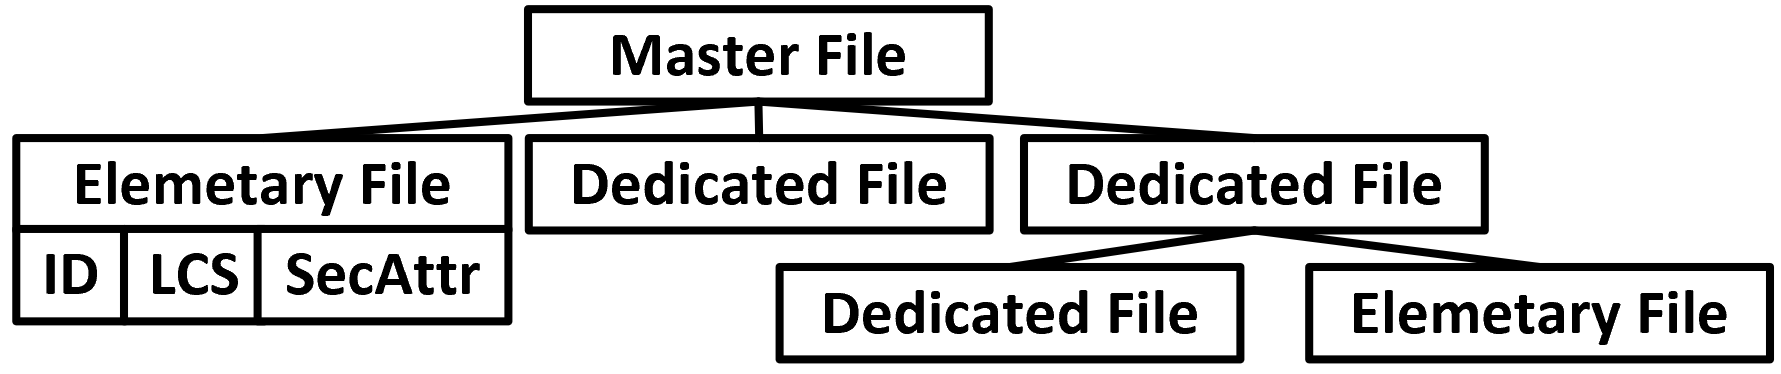 Master File
Elemetary File
Dedicated File
Dedicated File
ID
LCS
SecAttr
Dedicated File
Elemetary File